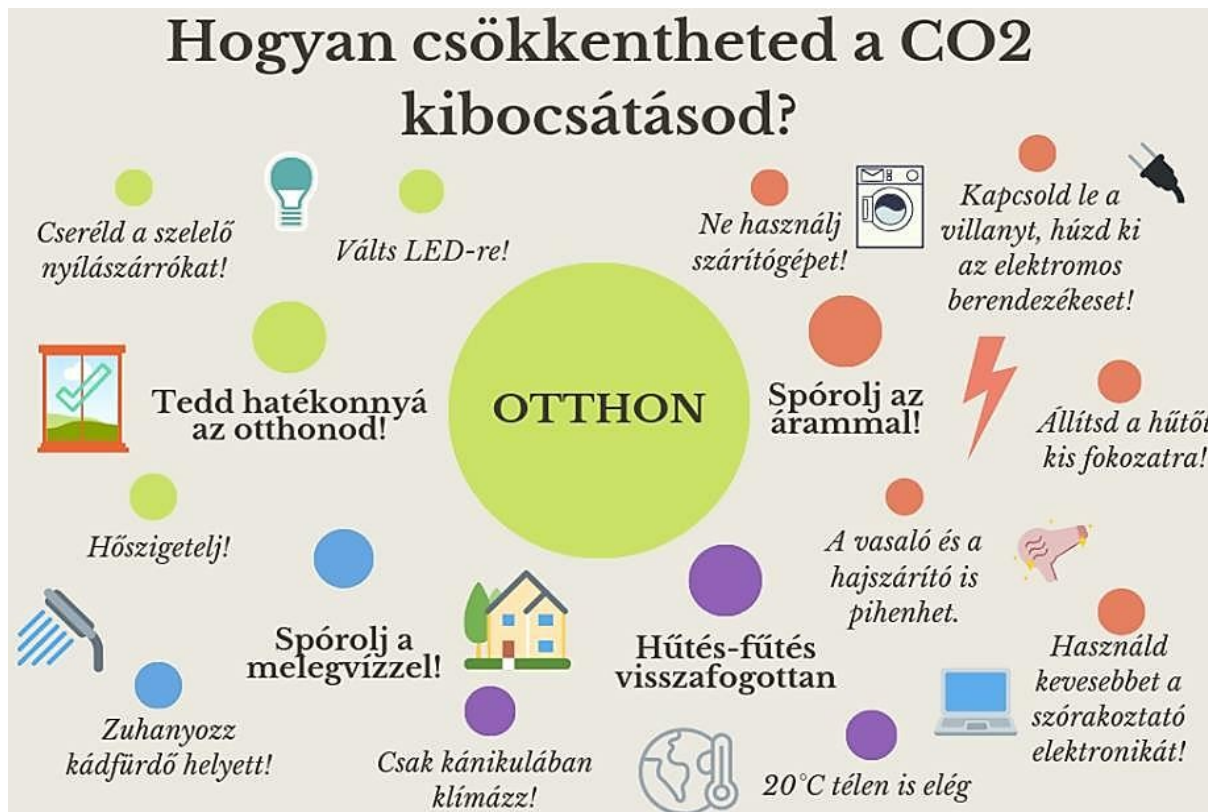 Hogyan csökkentheted a CO2
kibocsátásod?
Cseréld a szelelő
nyílászárrókat!
Válts LED-re!
Ne használj
szárítógépet!
Kapcsold le a
villanyt, húzd ki
az elektromos
berendezékeset!
Tedd hatékonnyá
az otthonod!
OTTHON
Spórolj az
árammal!
Állítsd a hűtőt
kis fokozatra!
Hőszigetelj!
A vasaló és a
hajszárító is
pihenhet.
Spórolj a
melegvízzel!
Hűtés-fűtés
visszafogottan
Használd
kevesebbet a
szórakoztató
elektronikát!
Zuhanyozz
kádfürdő helyett!
Csak kánikulában
klímázz!
20°C télen is elég